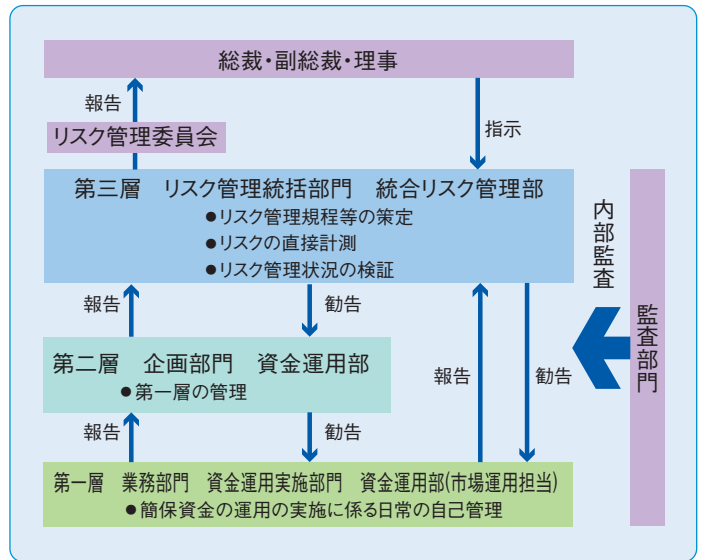 総裁・副総裁・理事
報告
指示
リスク管理委員会
第三層 リスク管理統括部門 統合リスク管理部
●リスク管理規程等の策定
●リスクの直接計測
●リスク管理状況の検証
内部監査
監査部門
報告
勧告
第二層 企画部門 資金運用部
●第一層の管理
報告
勧告
報告
勧告
第一層 業務部門 資金運用実施部門 資金運用部(市場運用担当)
●簡保資金の運用の実施に係る日常の自己管理